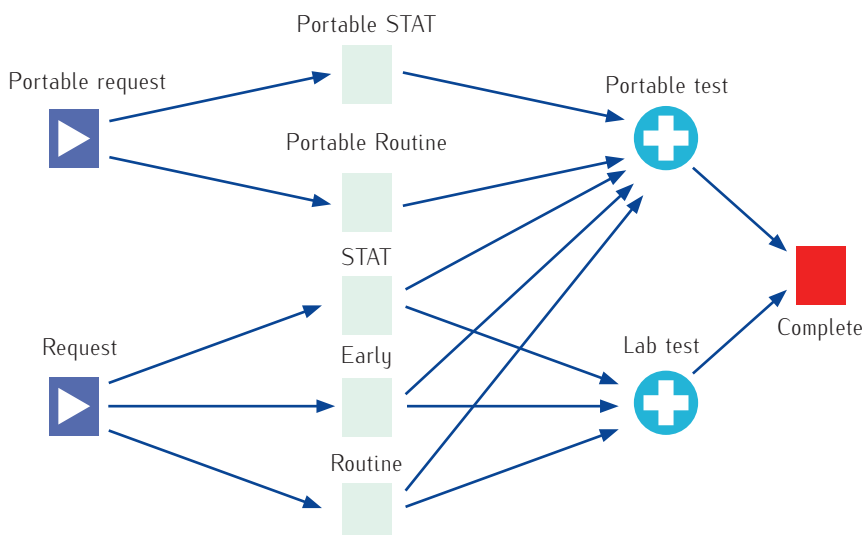 Portable STAT
Portable request
Portable test
Portable Routine
STAT
Complete
Request
Lab test
Early
Routine